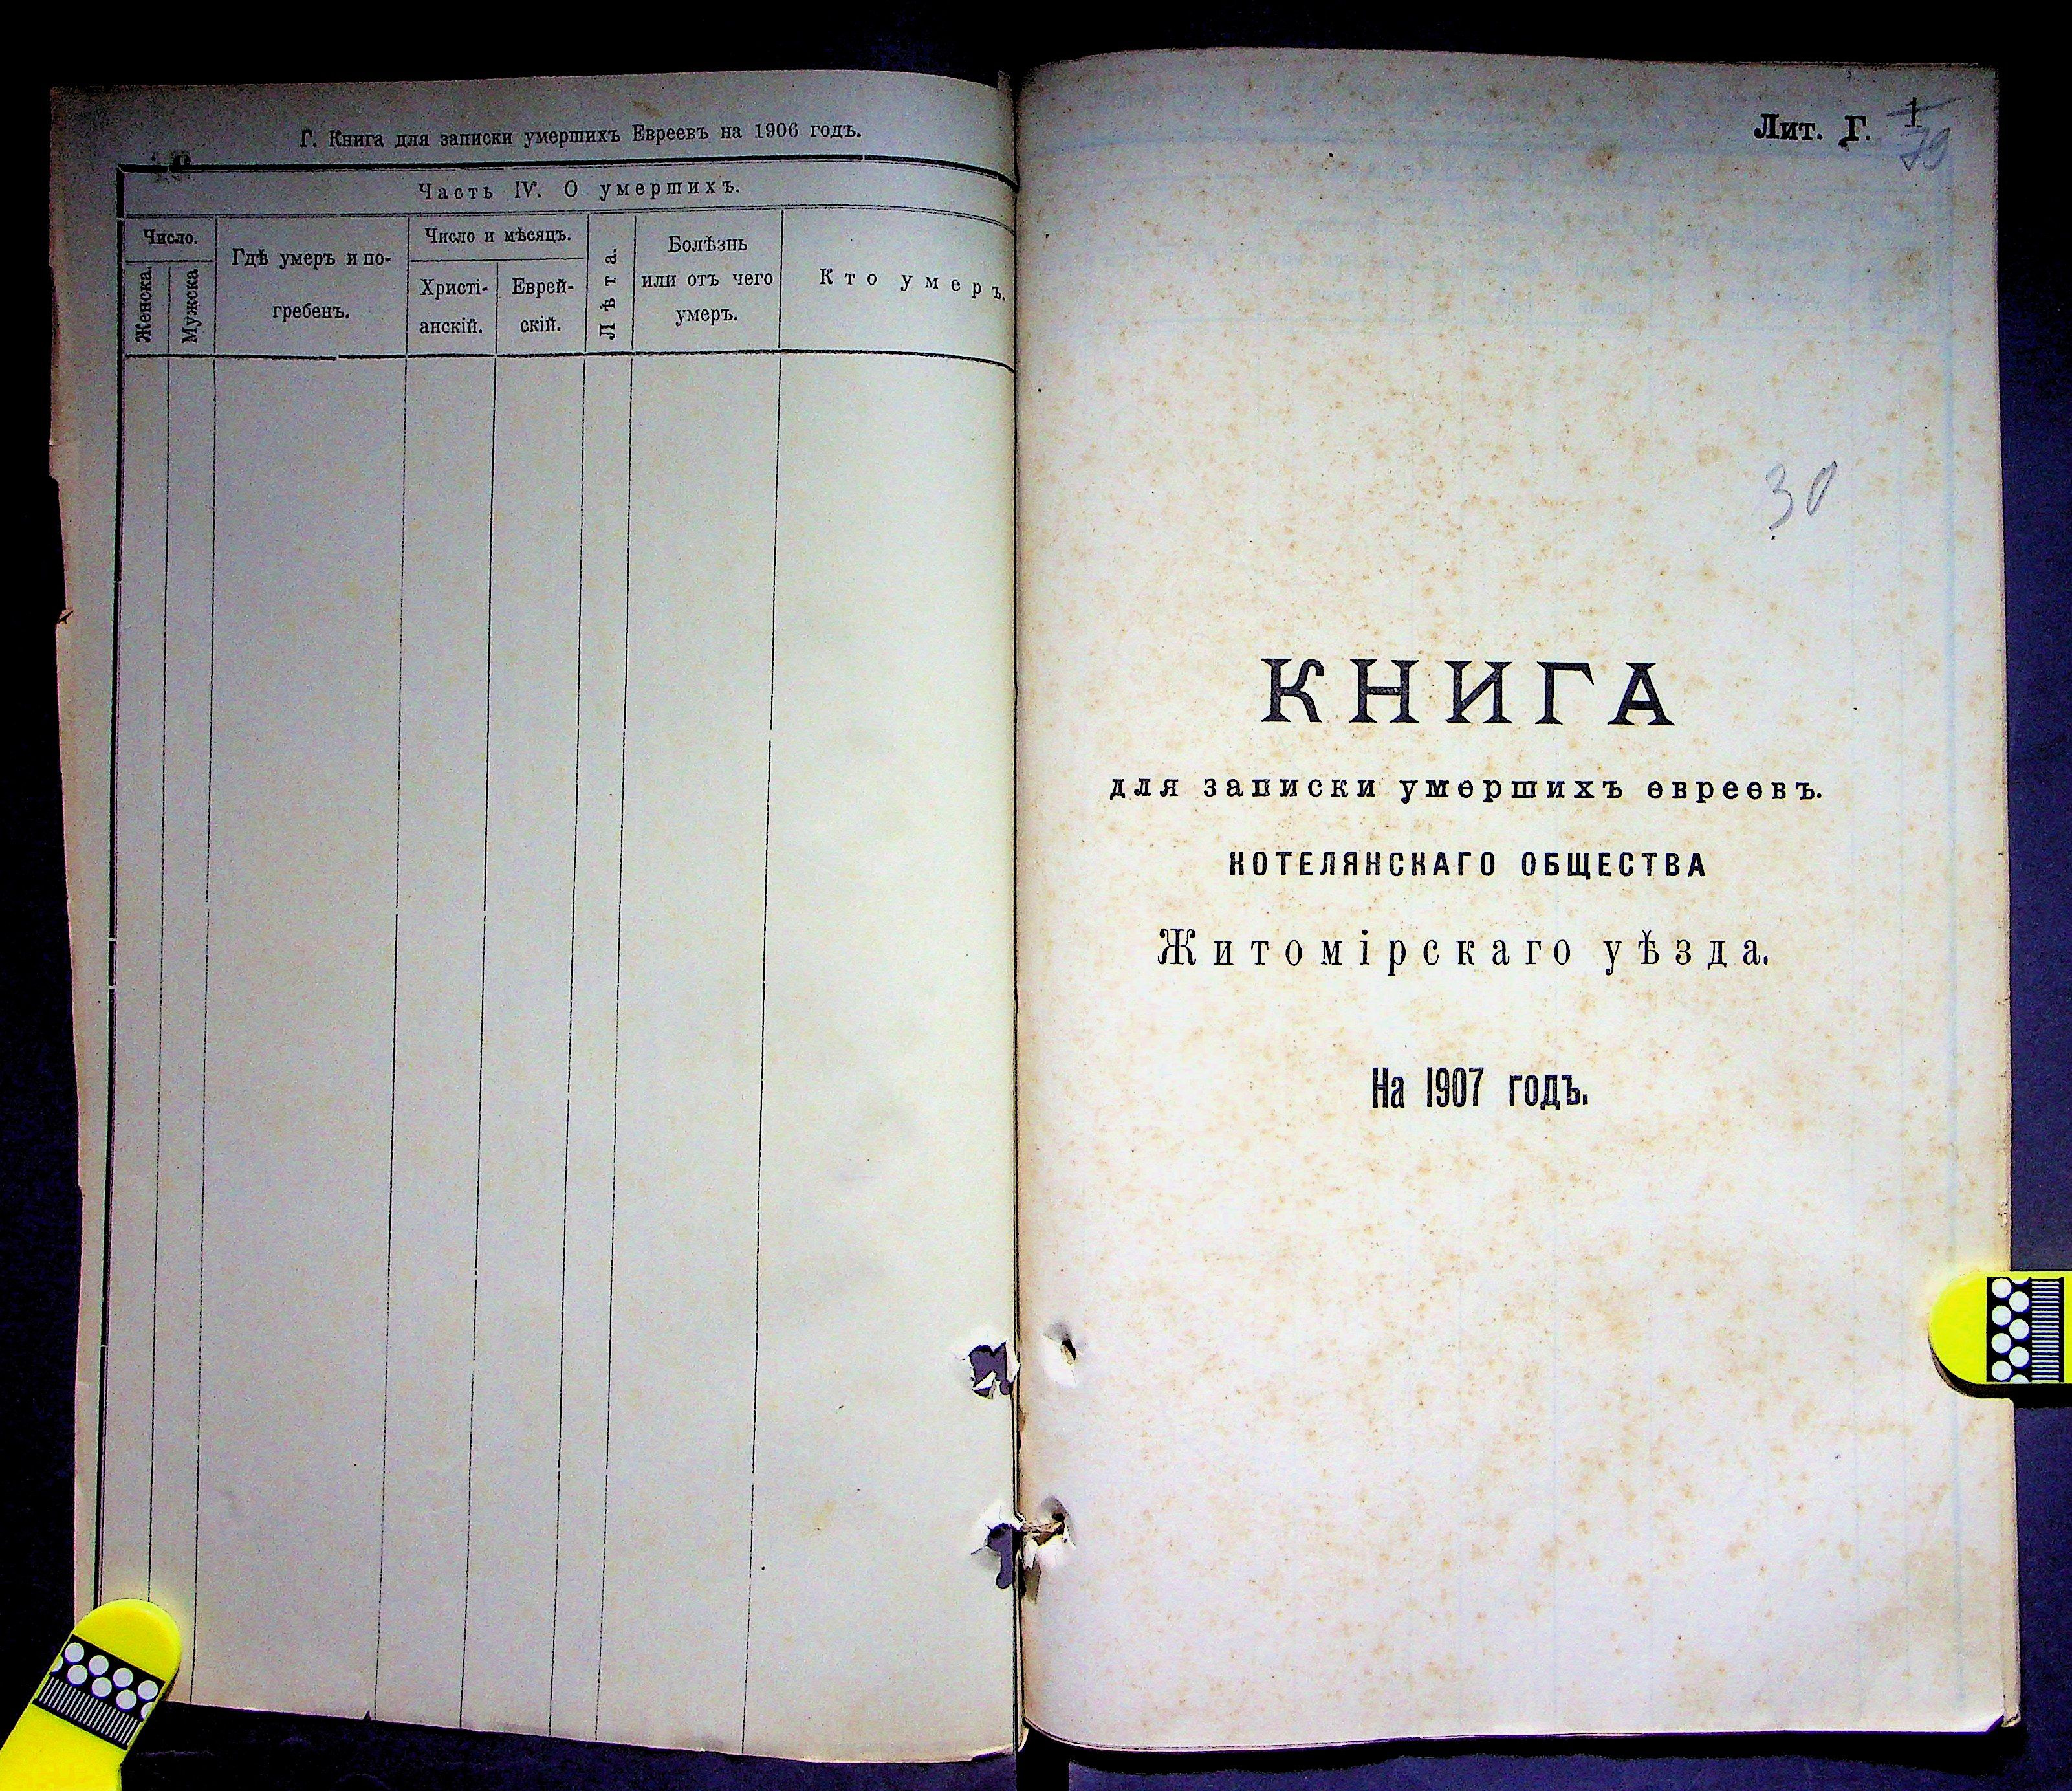 Г. Книга для записки умершихъ Евреевъ на 1906 годъ.
Часть IV. О умершихъ.
Число.
Женска.
Мужска
Гдѣ умеръ и по-
гребенъ.
Число и мѣсяцъ.
Христі-
анскій.
Еврей-
скій.
Лѣта.
Болѣзнь
или отъ чего
умеръ.
Кто умеръ.
Лит. Г. 1
79
30
КНИГА
для записки умершихъ евреевъ.
КОТЕЛЯНСКАГО ОБЩЕСТВА
Житомірскаго уѣзда.
На 1907 годъ.